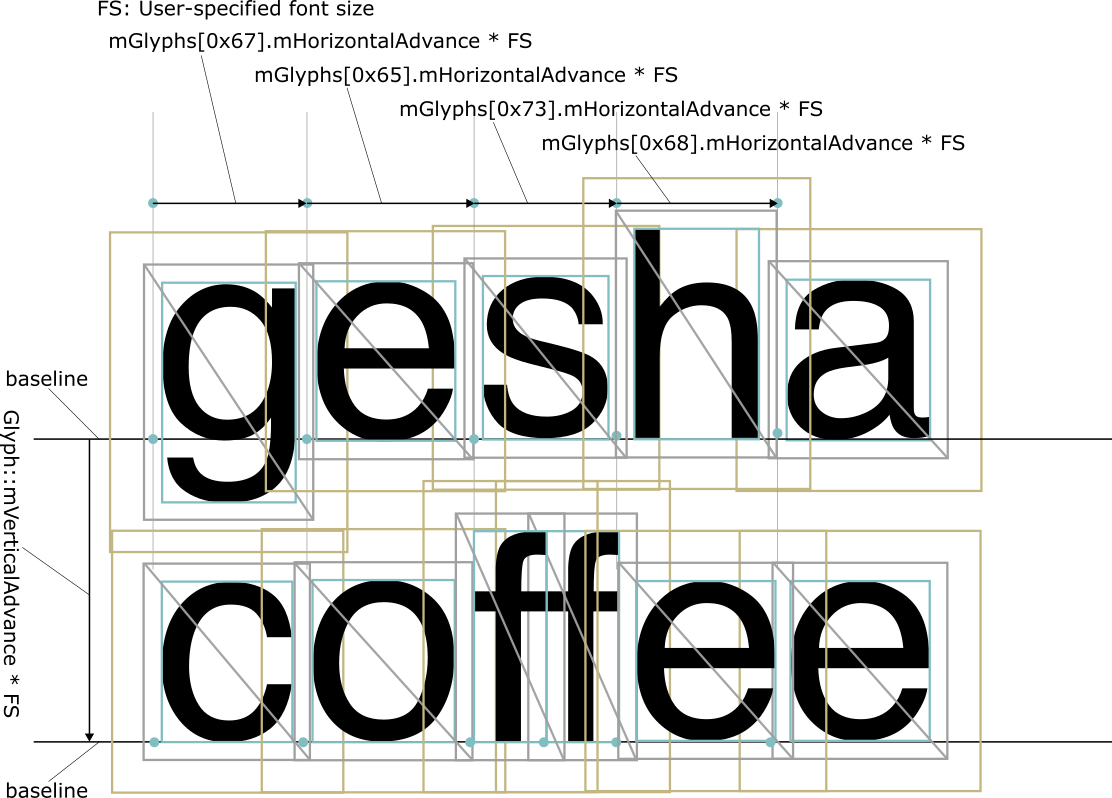 FS: User-specified font size
mGlyphs[0x67].mHorizontalAdvance * FS
mGlyphs[0x65].mHorizontalAdvance * FS
mGlyphs[0x73].mHorizontalAdvance * FS
mGlyphs[0x68].mHorizontalAdvance * FS
gesha
baseline
Glyph::mVerticalAdvance * FS
coffee
baseline